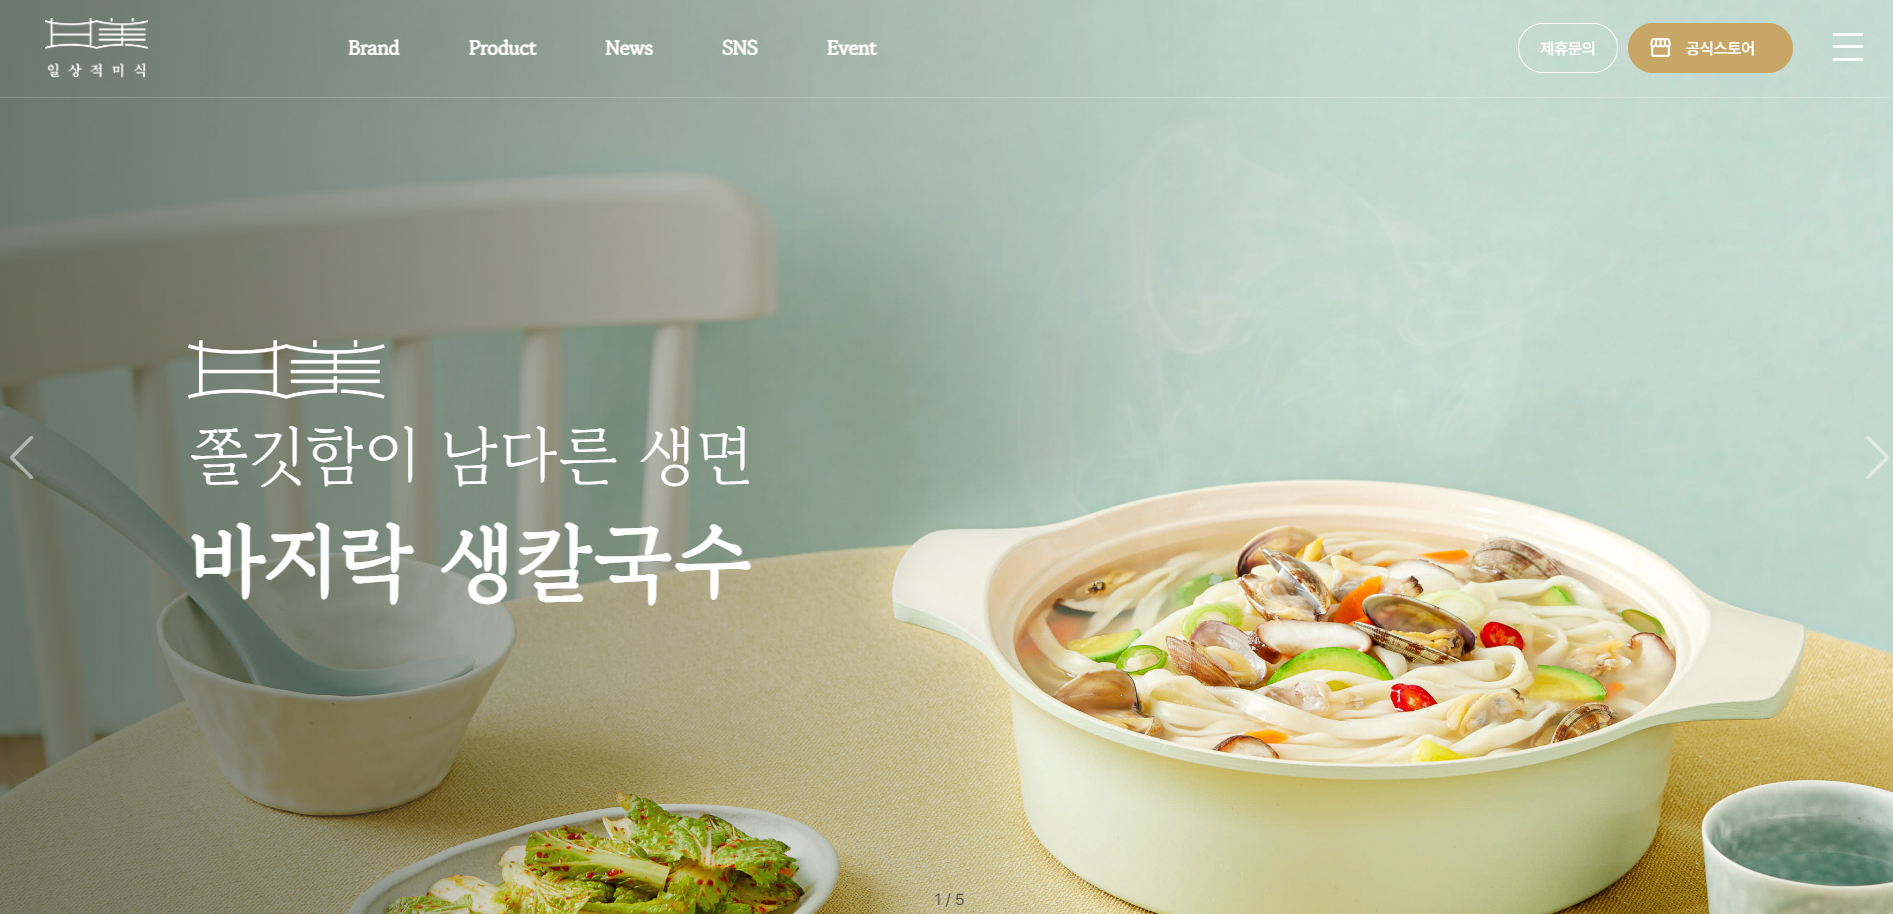 일상적미식
Brand
Product
News
SNS
Event
제휴문의
공식스토어
쫄깃함이 남다른 생면
바지락 생칼국수
1 / 5